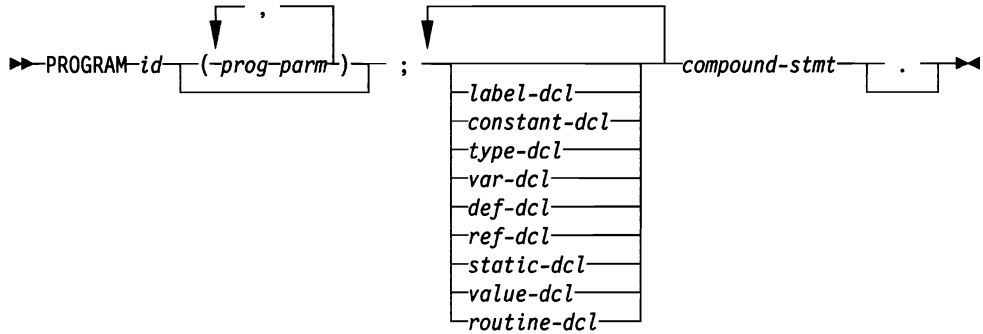 ,
PROGRAM id ( prog-parm ) ; compound-stmt .
label-dcl
constant-dcl
type-dcl
var-dcl
def-dcl
ref-dcl
static-dcl
value-dcl
routine-dcl